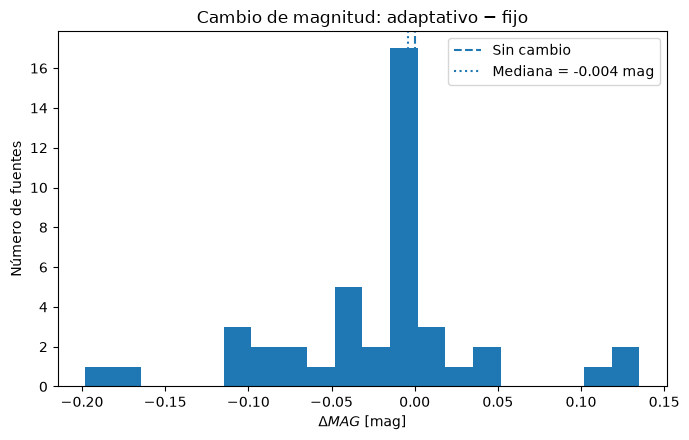 Cambio de magnitud: adaptativo − fijo
Sin cambio
Mediana = -0.004 mag
Número de fuentes
16
14
12
10
8
6
4
2
0
−0.20 −0.15 −0.10 −0.05 0.00 0.05 0.10 0.15
ΔMAG [mag]